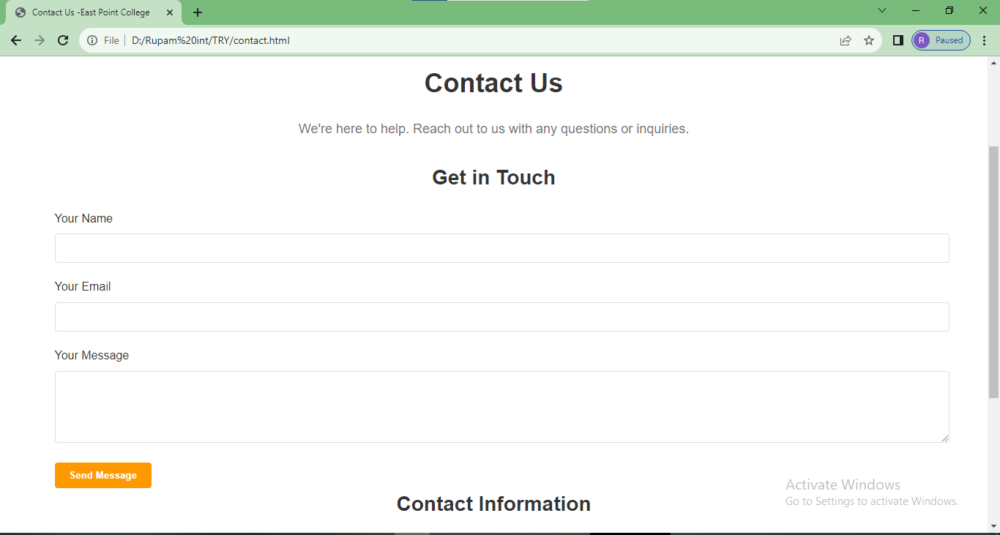 Contact Us -East Point College
File
D:/Rupam%20int/TRY/contact.html
R
Paused
Contact Us
We're here to help. Reach out to us with any questions or inquiries.
Get in Touch
Your Name
Your Email
Your Message
Send Message
Activate Windows
Go to Settings to activate Windows.
Contact Information